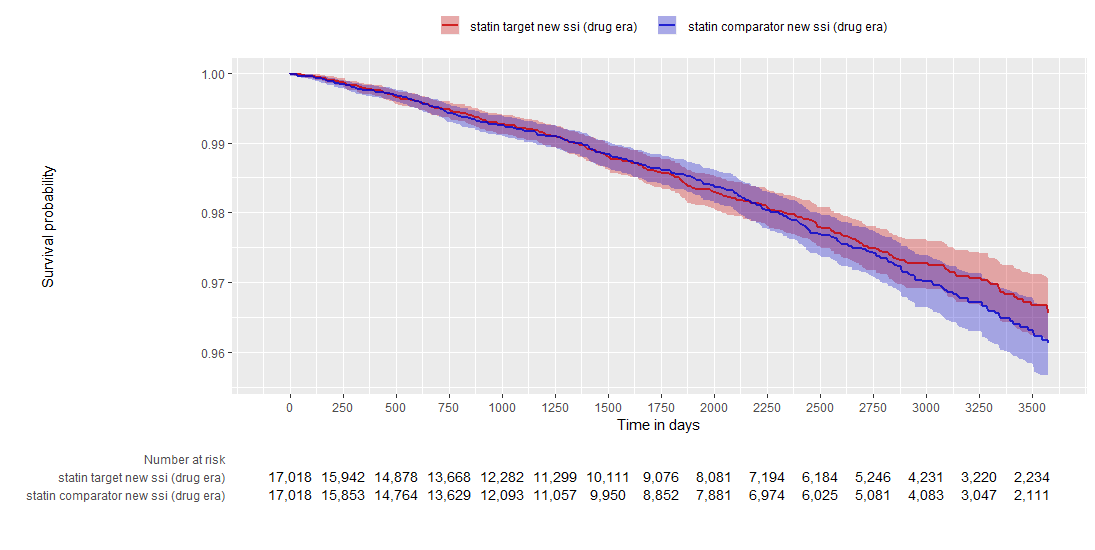 statin target new ssi (drug era) statin comparator new ssi (drug era)
Survival probability
1.00
0.99
0.98
0.97
0.96
0 250 500 750 1000 1250 1500 1750 2000 2250 2500 2750 3000 3250 3500
Time in days
Number at risk
statin target new ssi (drug era) 17,018 15,942 14,878 13,668 12,282 11,299 10,111 9,076 8,081 7,194 6,184 5,246 4,231 3,220 2,234
statin comparator new ssi (drug era) 17,018 15,853 14,764 13,629 12,093 11,057 9,950 8,852 7,881 6,974 6,025 5,081 4,083 3,047 2,111